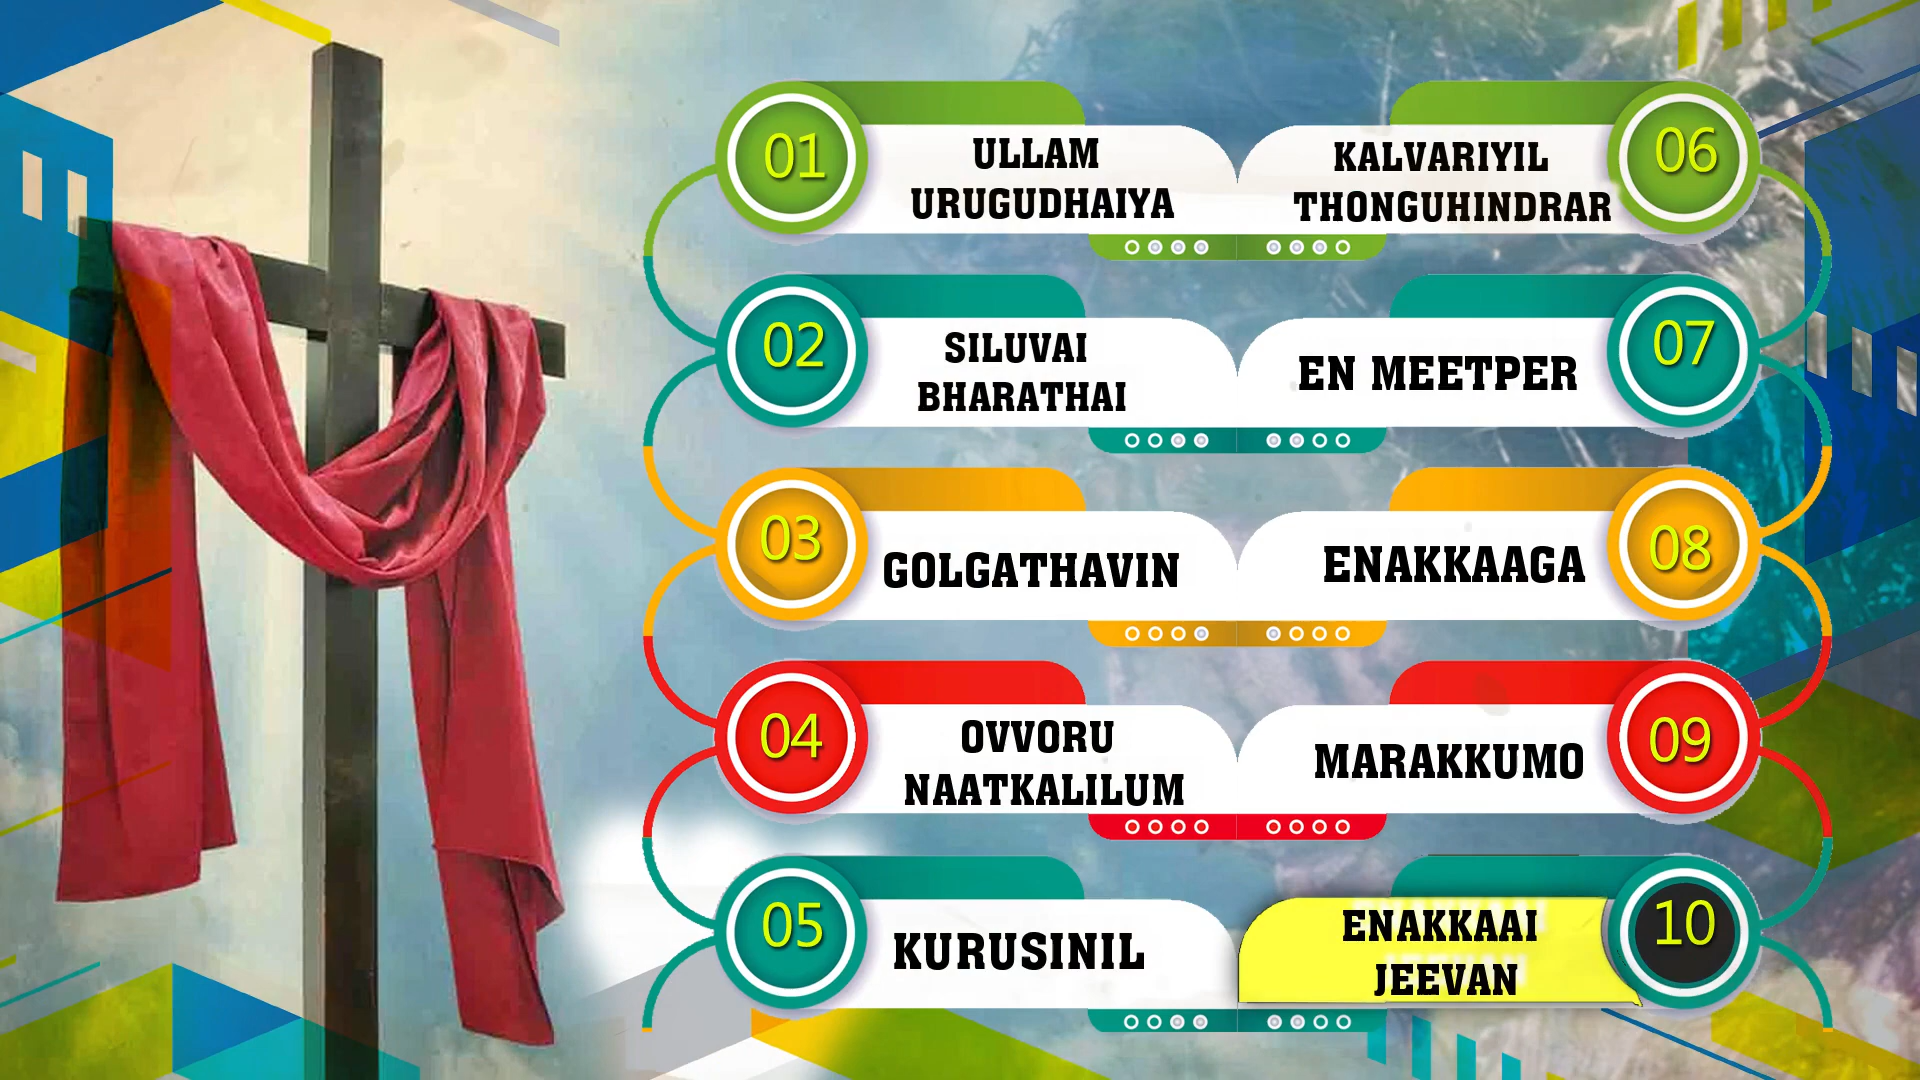 01
ULLAM
URUGUDHAIYA
02
SILUVAI
BHARATHAI
03
GOLGATHAVIN
04
OVVORU
NAATKALILUM
05
KURUSINIL
06
KALVARIYIL
THONGUHINDRAR
07
EN MEETPER
08
ENAKKAAGA
09
MARAKKUMO
10
ENAKKAAI
JEEVAN